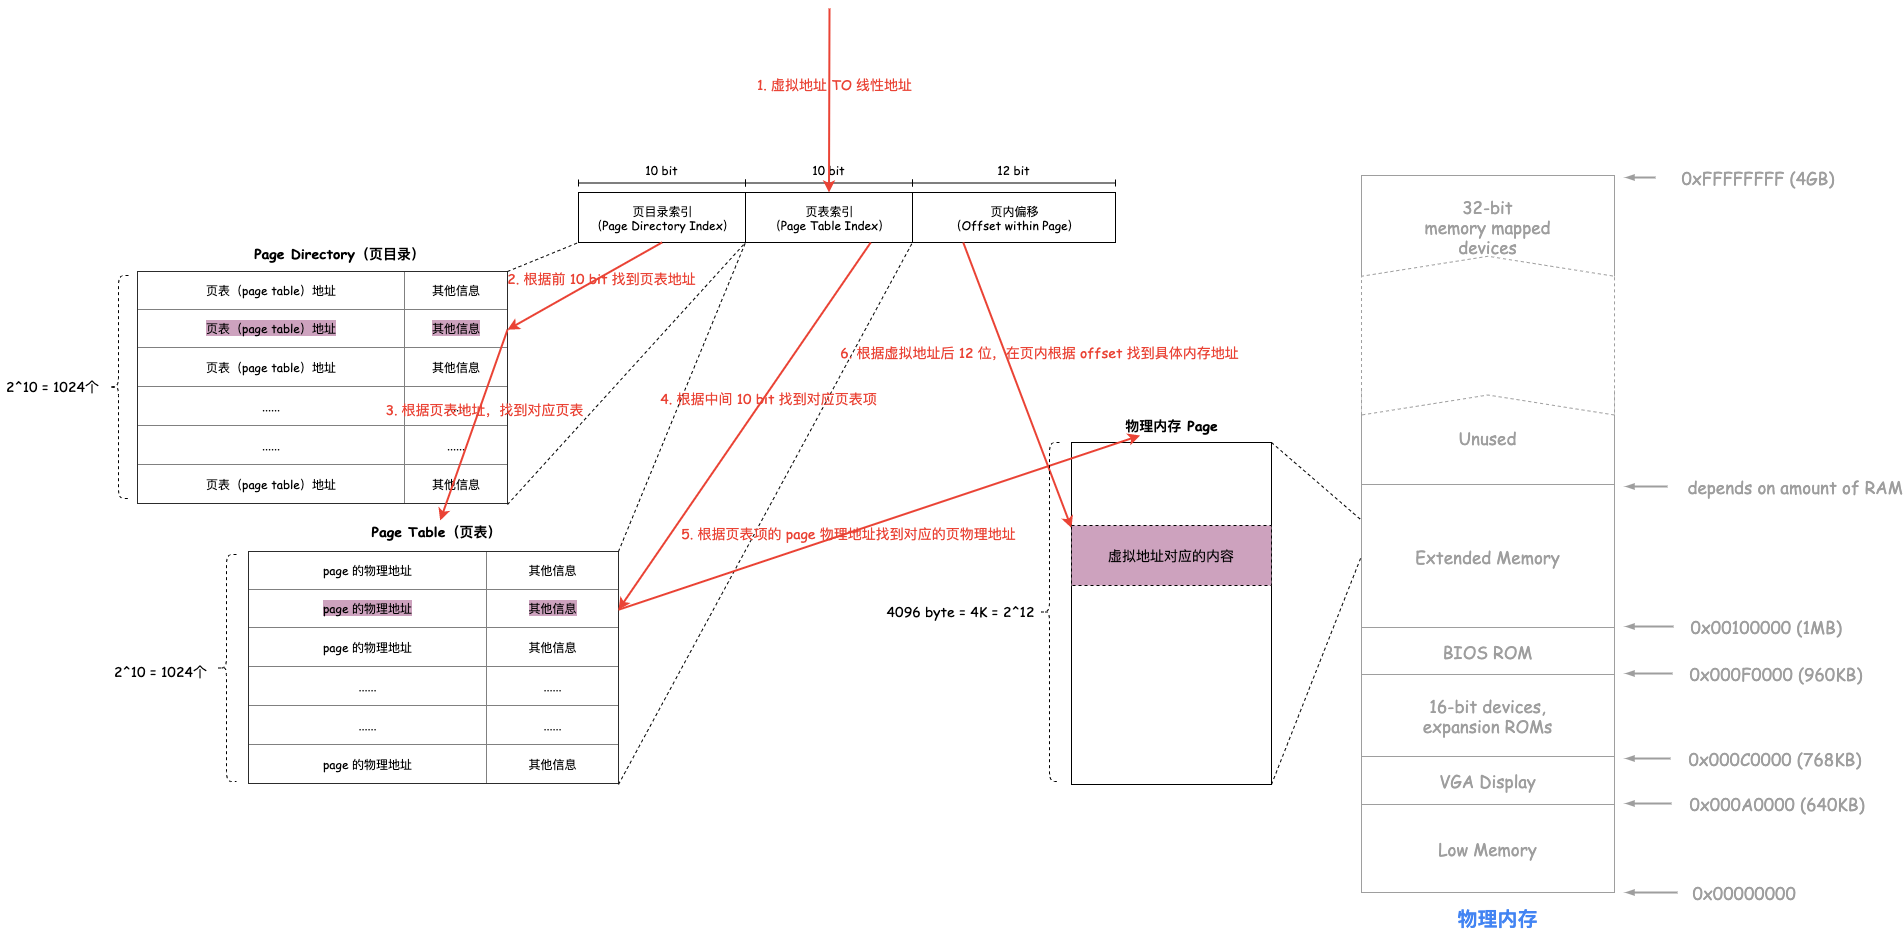 1. 虚拟地址 TO 线性地址
10 bit
10 bit
12 bit
页目录索引
(Page Directory Index)
页表索引
(Page Table Index)
页内偏移
(Offset within Page)
Page Directory（页目录）
2. 根据前 10 bit 找到页表地址
页表（page table）地址
其他信息
页表（page table）地址
其他信息
页表（page table）地址
其他信息
2^10 = 1024个
......
......
3. 根据页表地址，找到对应页表
......
......
页表（page table）地址
其他信息
Page Table（页表）
page 的物理地址
其他信息
page 的物理地址
其他信息
page 的物理地址
其他信息
2^10 = 1024个
......
......
......
......
page 的物理地址
其他信息
4. 根据中间 10 bit 找到对应页表项
5. 根据页表项的 page 物理地址找到对应的页物理地址
6. 根据虚拟地址后 12 位，在页内根据 offset 找到具体内存地址
物理内存 Page
虚拟地址对应的内容
4096 byte = 4K = 2^12
0xFFFFFFFF (4GB)
32-bit
memory mapped
devices
Unused
depends on amount of RAM
Extended Memory
0x00100000 (1MB)
BIOS ROM
0x000F0000 (960KB)
16-bit devices,
expansion ROMs
0x000C0000 (768KB)
VGA Display
0x000A0000 (640KB)
Low Memory
0x00000000
物理内存